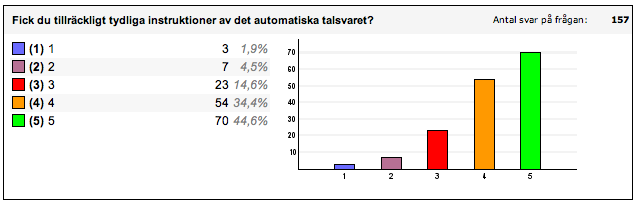 Fick du tillräckligt tydliga instruktioner av det automatiska talsvaret? Antal svar på frågan: 157
(1) 1 3 1,9%
(2) 2 7 4,5%
(3) 3 23 14,6%
(4) 4 54 34,4%
(5) 5 70 44,6%
70
60
50
40
30
20
10
1 2 3 4 5